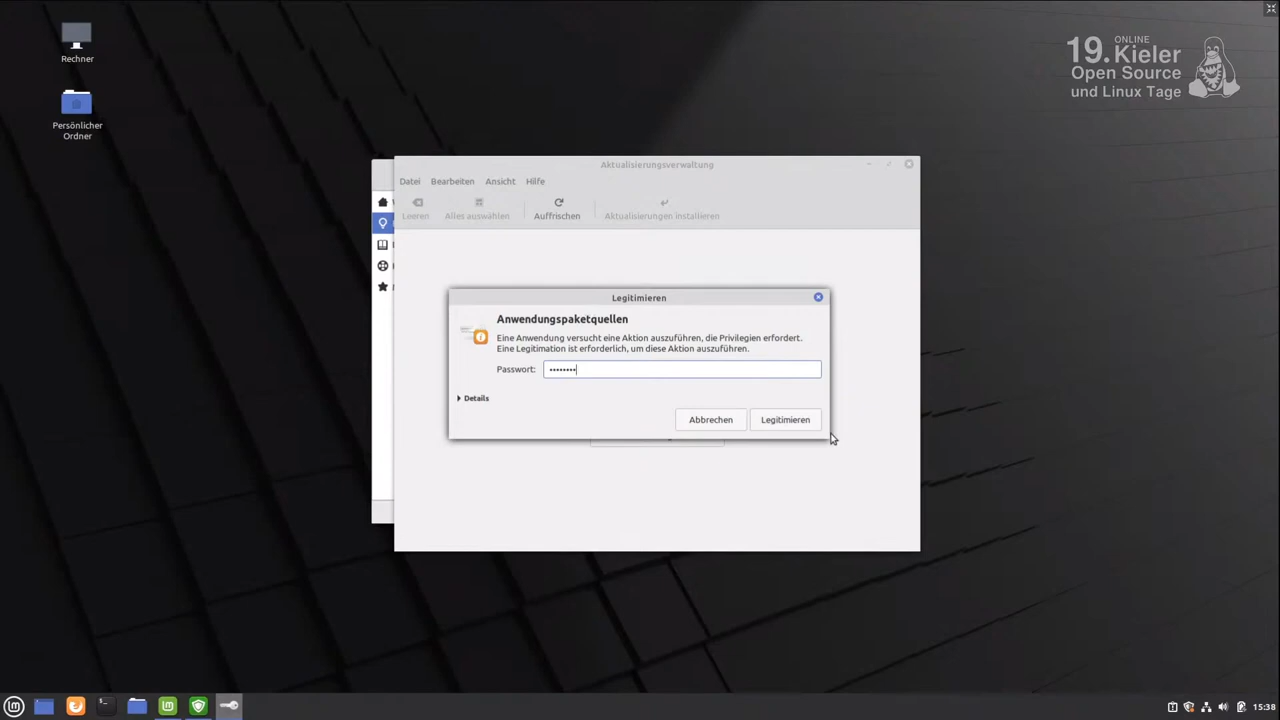 Rechner
Persönlicher
Ordner
ONLINE
19. Kieler
Open Source
und Linux Tage
Aktualisierungsverwaltung
Datei Bearbeiten Ansicht Hilfe
Leeren Alles auswählen Auffrischen Aktualisierungen installieren
Legitimieren
Anwendungspaketquellen
Eine Anwendung versucht eine Aktion auszuführen, die Privilegien erfordert.
Eine Legitimation ist erforderlich, um diese Aktion auszuführen.
Passwort: ••••••••
Details
Abbrechen Legitimieren
15:38